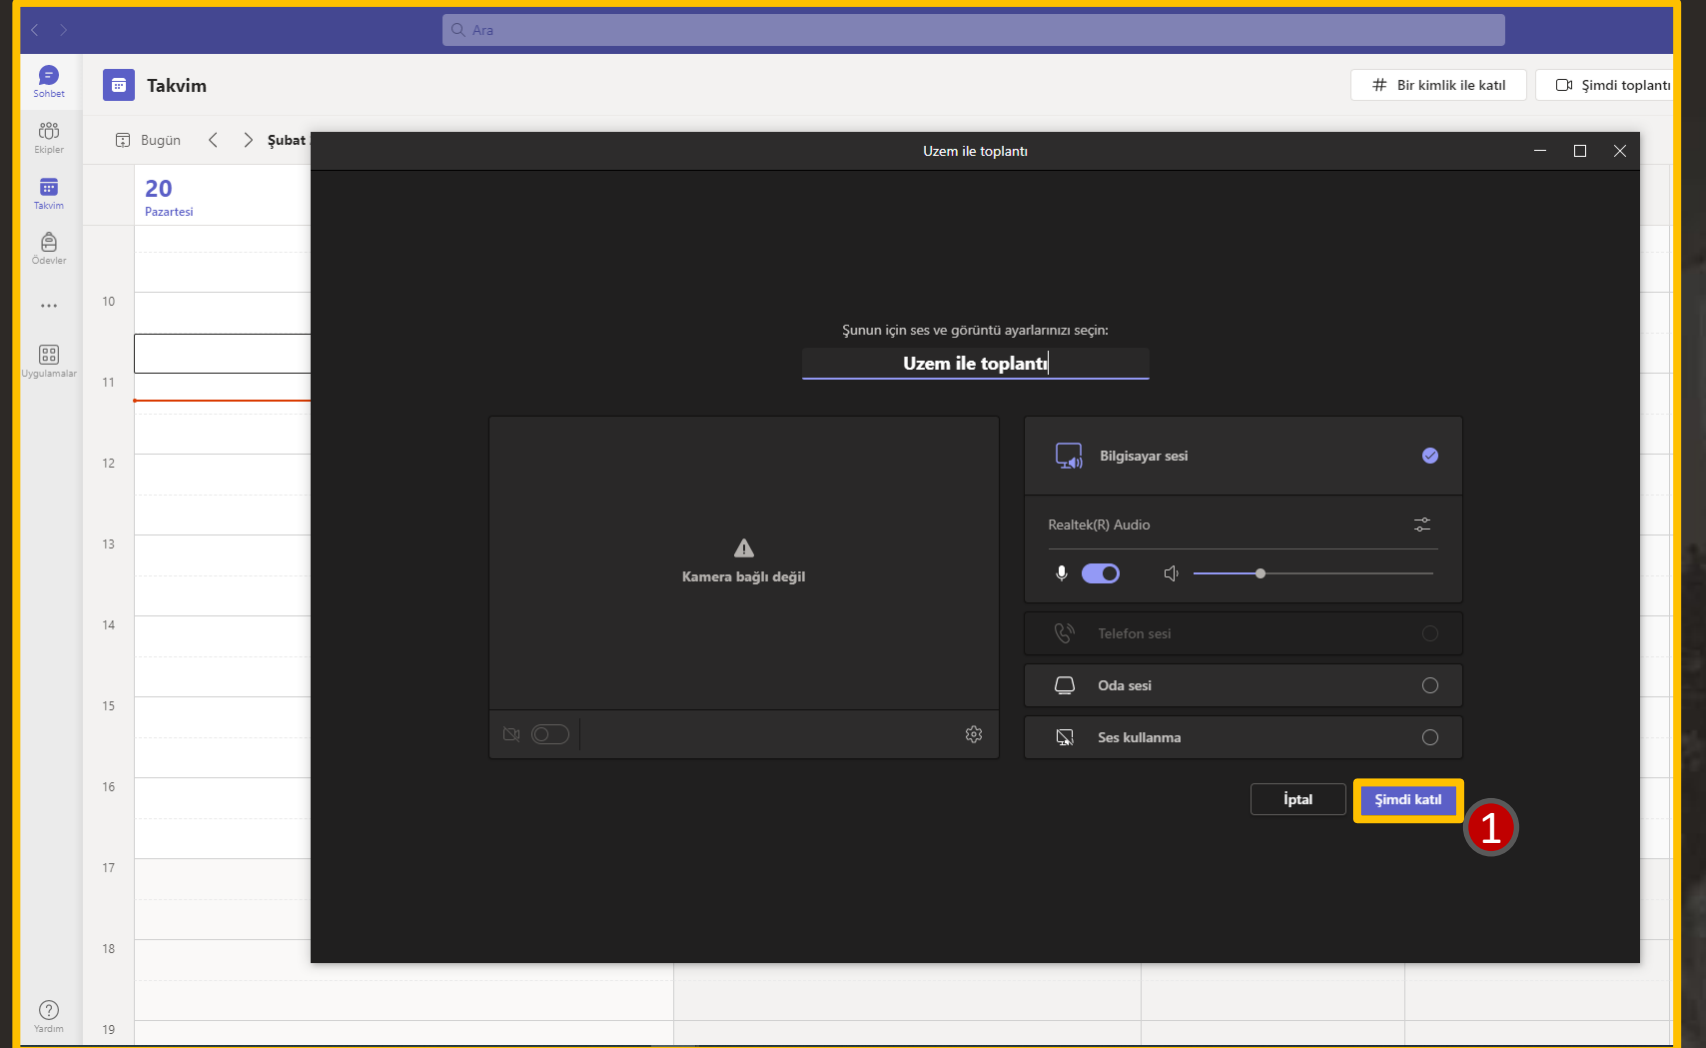 Ara
Sohbet
Ekipler
Takvim
Ödevler
Uygulamalar
Yardım
Takvim
Bir kimlik ile katıl
Şimdi toplantı
Bugün
Şubat
20
Pazartesi
10
11
12
13
14
15
16
17
18
19
Uzem ile toplantı
Şunun için ses ve görüntü ayarlarınızı seçin:
Uzem ile toplantı
Kamera bağlı değil
Bilgisayar sesi
Realtek(R) Audio
Telefon sesi
Oda sesi
Ses kullanma
İptal
Şimdi katıl
1